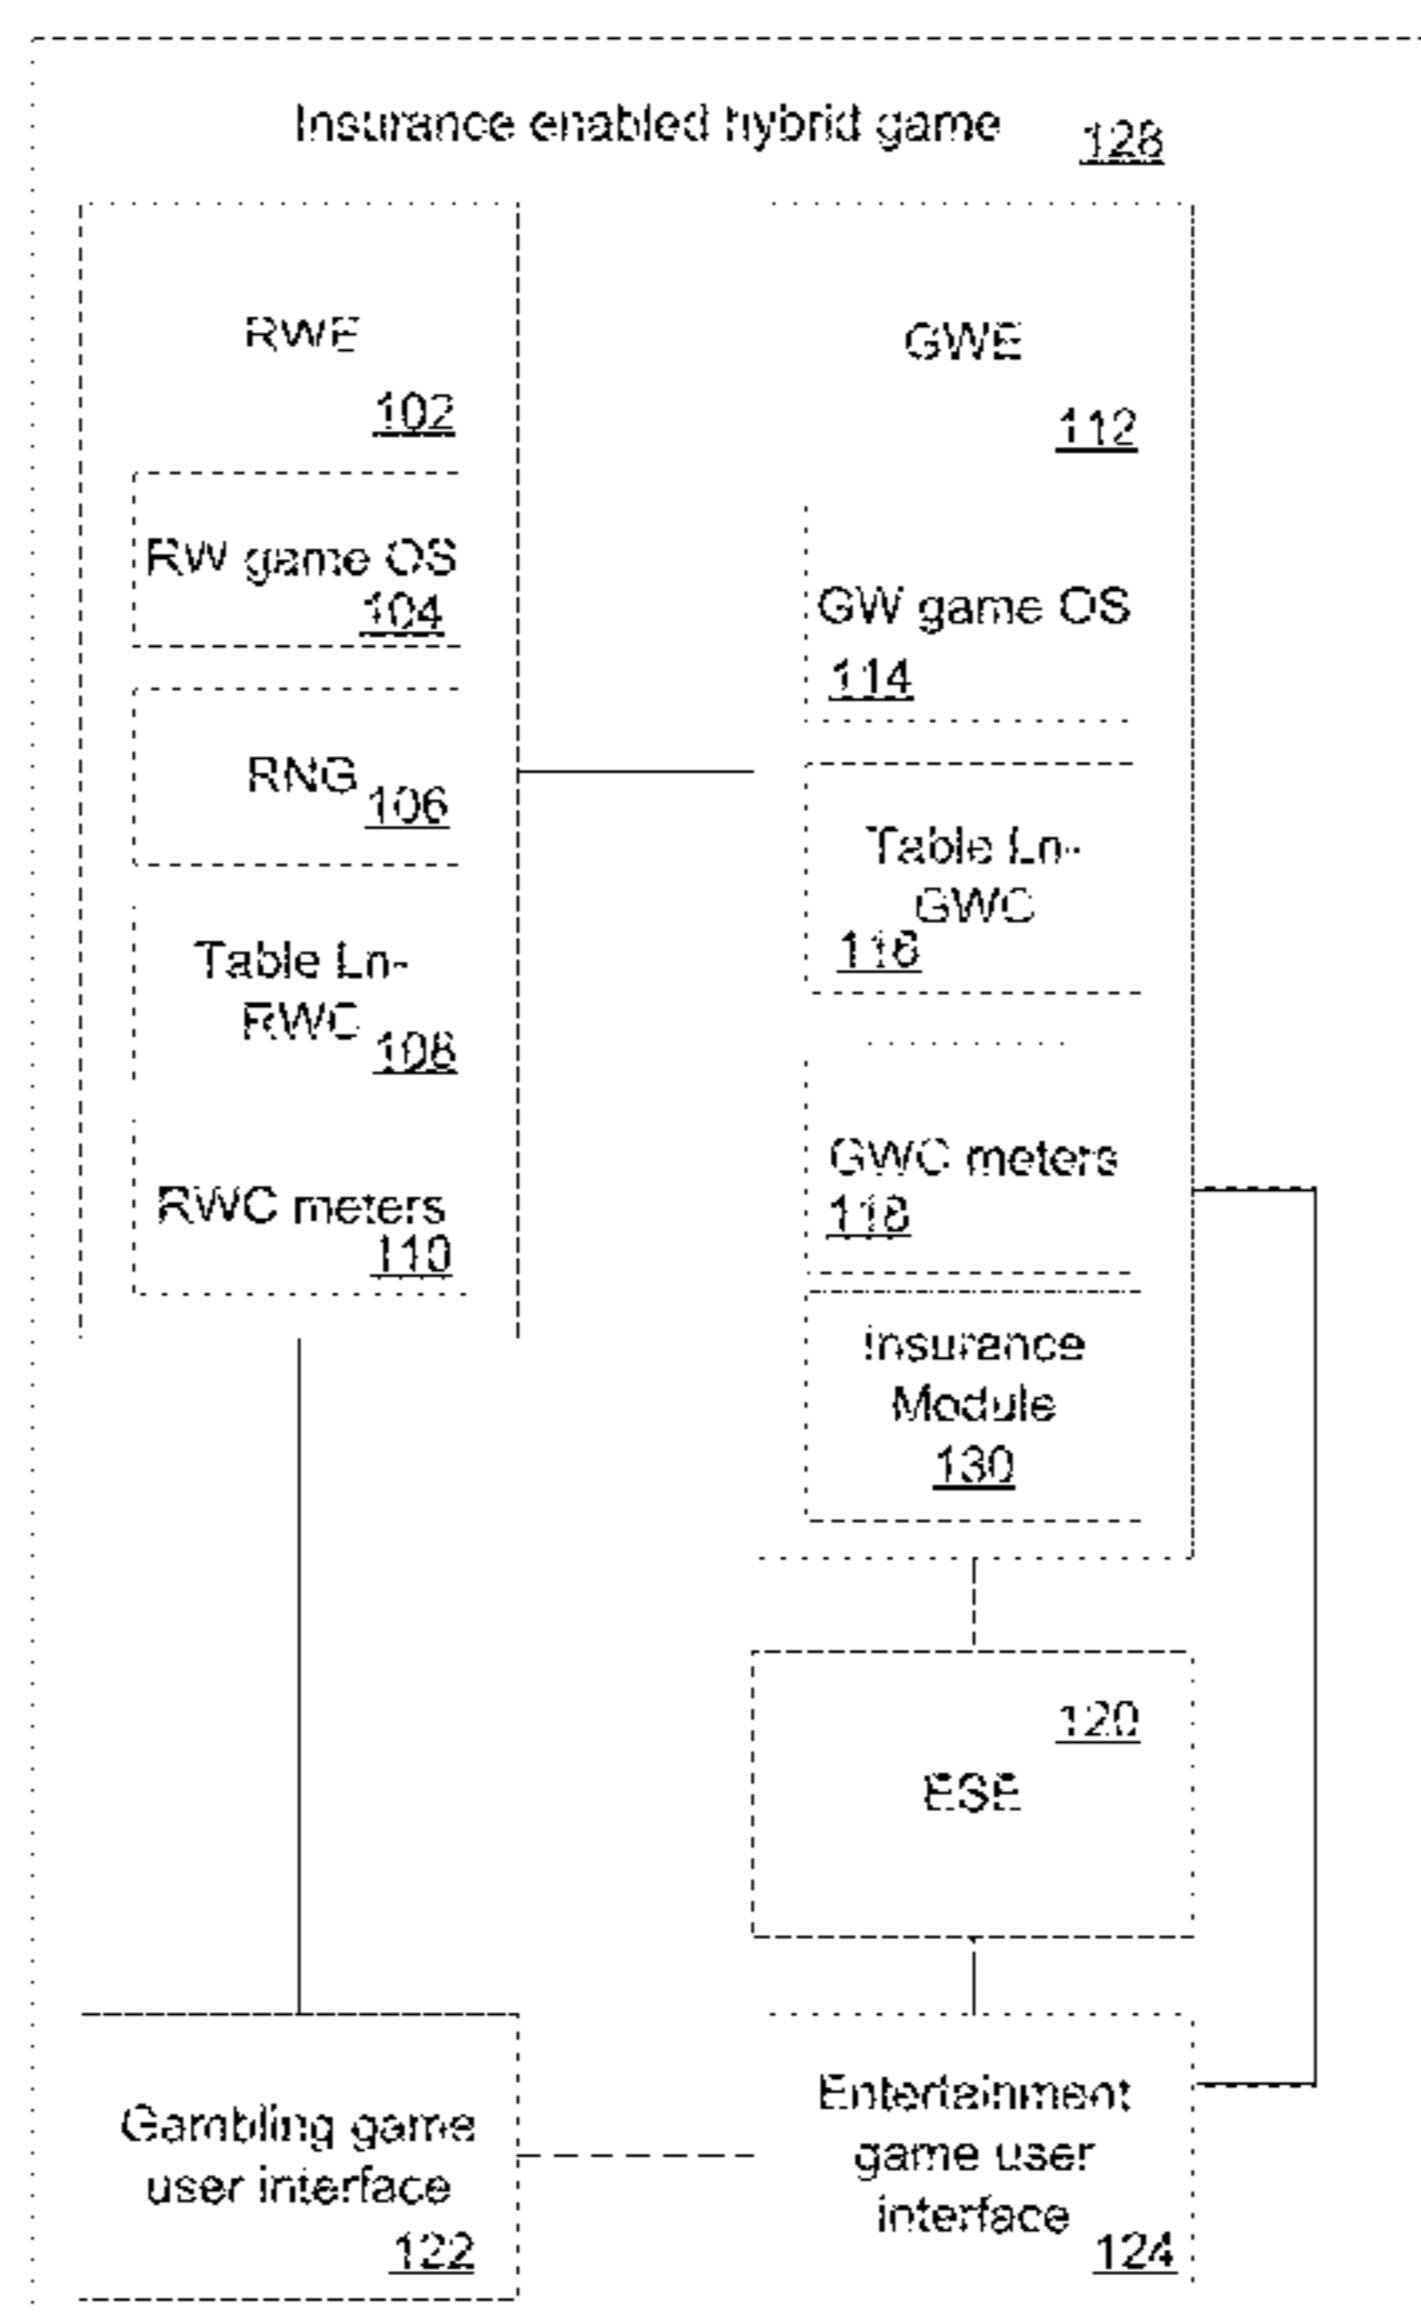 Insurance enabled hybrid game 128
RWE
102
RW game OS
104
RNG 106
Table Ln-
RWC 108
RWC meters
110
GWE
112
GW game OS
114
Table Ln-
GWC
116
GWC meters
118
Insurance
Module
130
120
ESE
Gambling game
user interface
122
Entertainment
game user
interface
124